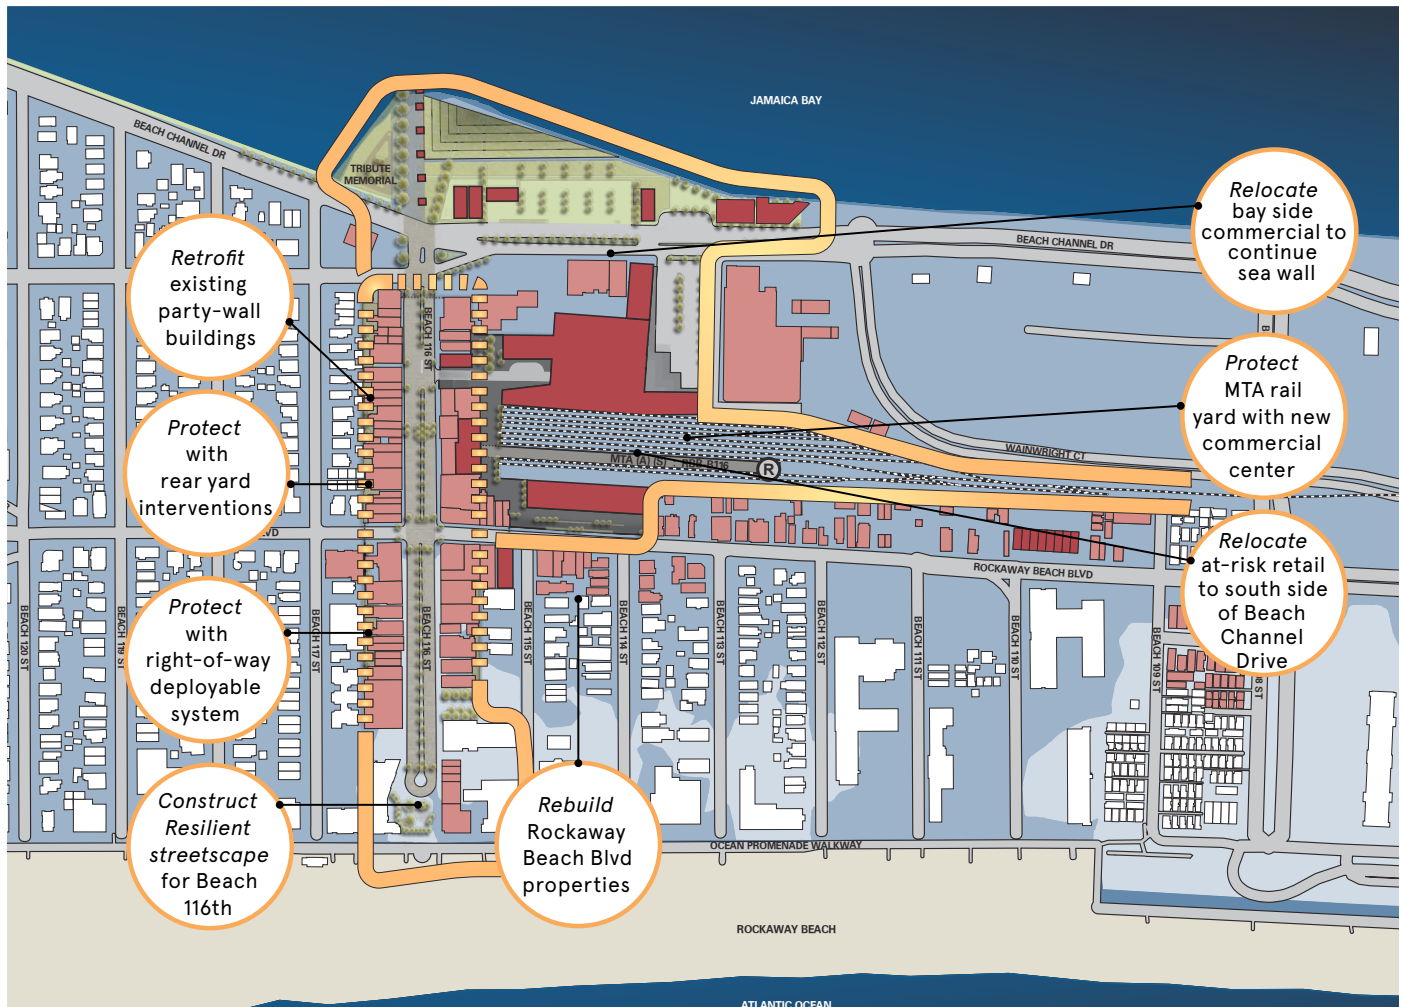 JAMAICA BAY
BEACH CHANNEL DR
TRIBUTE
MEMORIAL
Relocate
bay side
commercial to
continue
sea wall
BEACH CHANNEL DR
Retrofit
existing
party-wall
buildings
BEACH 116 ST
Protect
MTA rail
yard with new
commercial
center
Protect
with
rear yard
interventions
WAINWRIGHT CT
MTA (A) (S)
B116
R
Relocate
at-risk retail
to south side
of Beach
Channel
Drive
ROCKAWAY BEACH BLVD
Protect
with
right-of-way
deployable
system
BEACH 120 ST
BEACH 119 ST
BEACH 117 ST
BEACH 116 ST
BEACH 115 ST
BEACH 114 ST
BEACH 113 ST
BEACH 112 ST
BEACH 111 ST
BEACH 110 ST
BEACH 109 ST
Construct
Resilient
streetscape
for Beach
116th
Rebuild
Rockaway
Beach Blvd
properties
OCEAN PROMENADE WALKWAY
ROCKAWAY BEACH
ATLANTIC OCEAN